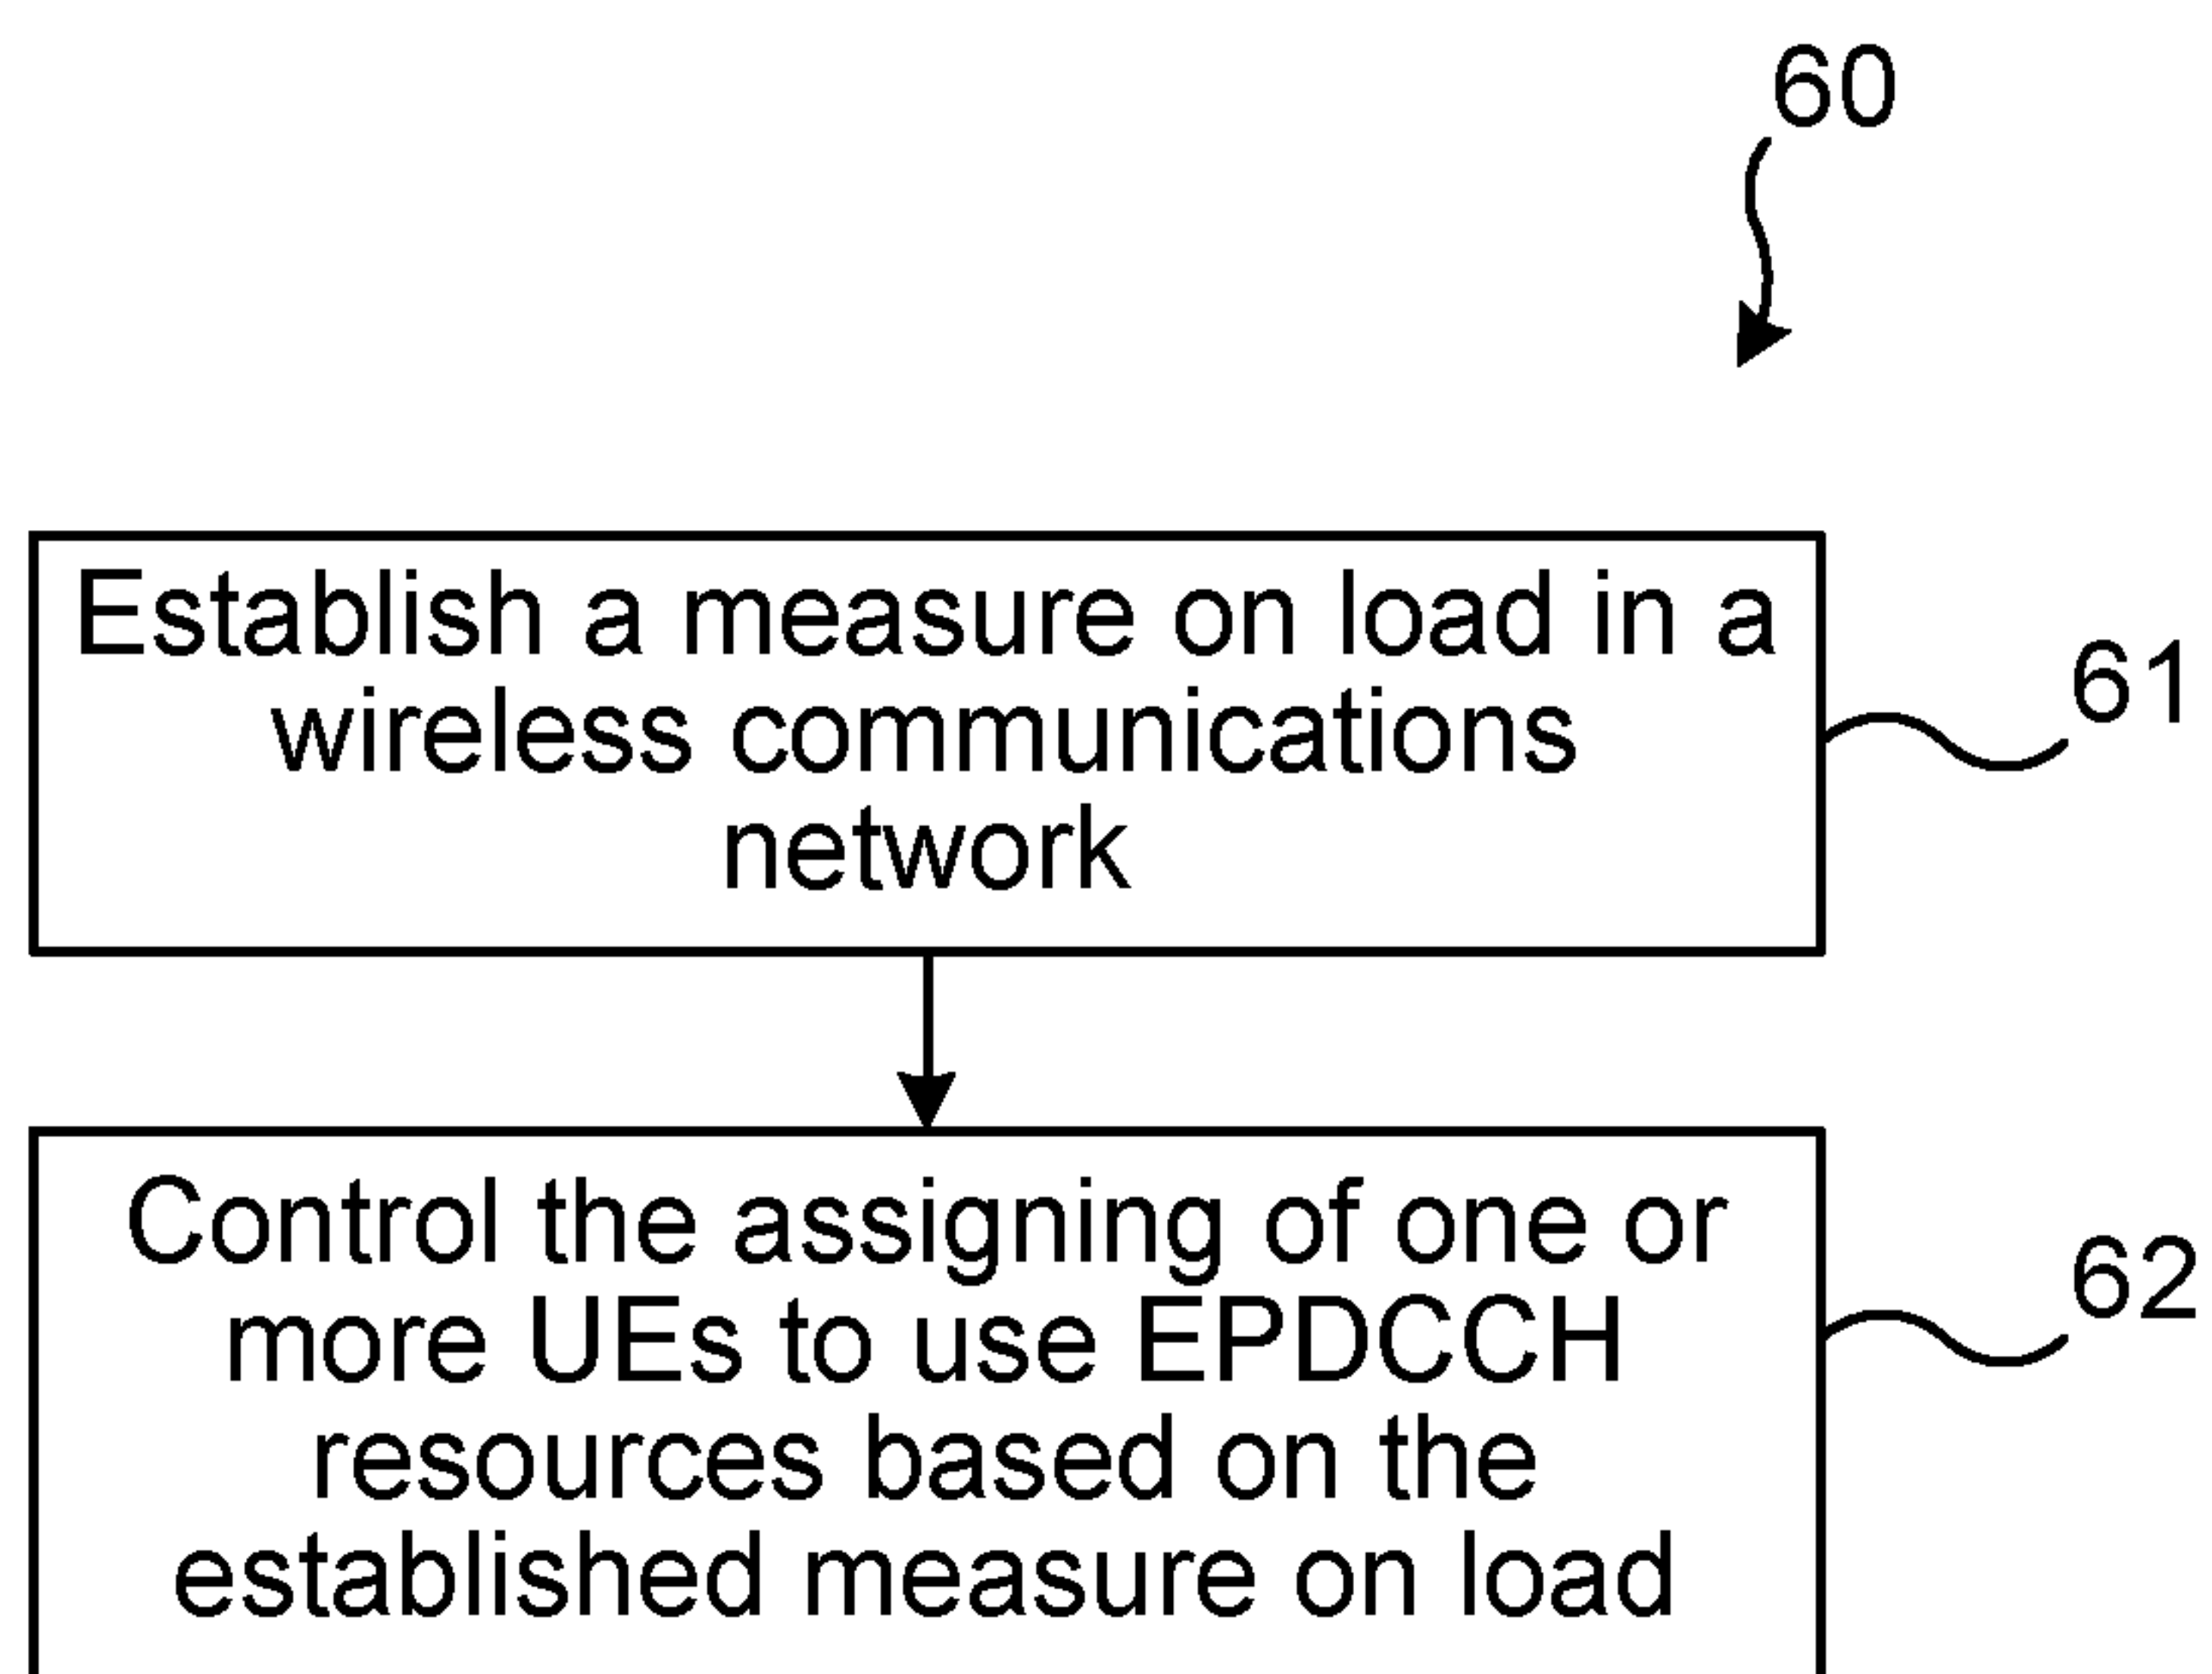 60
Establish a measure on load in a
wireless communications
network
61
Control the assigning of one or
more UEs to use EPDCCH
resources based on the
established measure on load
62